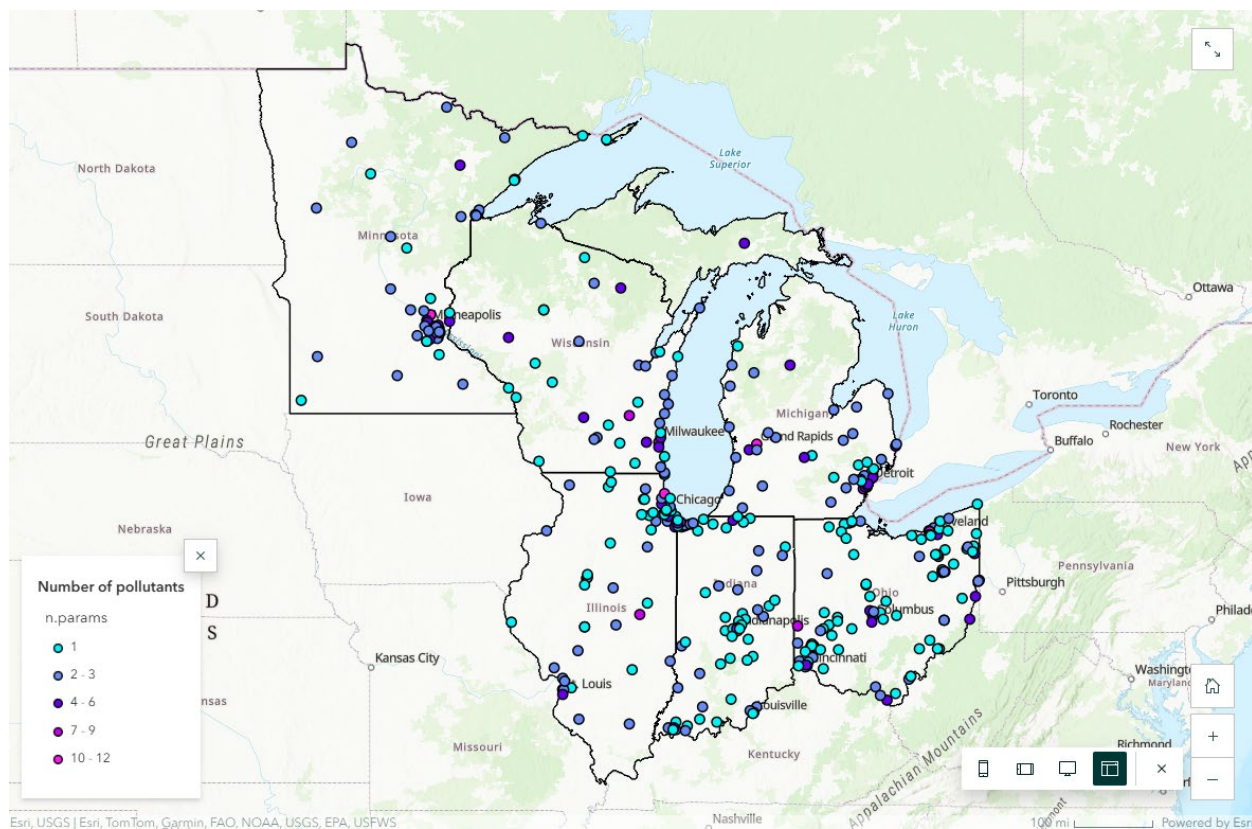 Lake
Superior
North Dakota
Minnesota
Ottawa
South Dakota
Minneapolis
Lake
Huron
Wisconsin
Toronto
Michigan
Rochester
Great Plains
Milwaukee
Grand Rapids
Buffalo
New York
Detroit
Iowa
Chicago
Nebraska
Cleveland
Pennsylvania
Pittsburgh
Number of pollutants
n.params
1
2 - 3
4 - 6
7 - 9
10 - 12
D
S
Indiana
Ohio
Illinois
Columbus
Indianapolis
Philadel
Kansas City
Cincinnati
Washingt
Maryland
Louis
nsas
Louisville
Missouri
Kentucky
Appalachian Mountains
Richmond
Nashville
100 mi
Esri, USGS | Esri, TomTom, Garmin, FAO, NOAA, USGS, EPA, USFWS
Powered by Esri